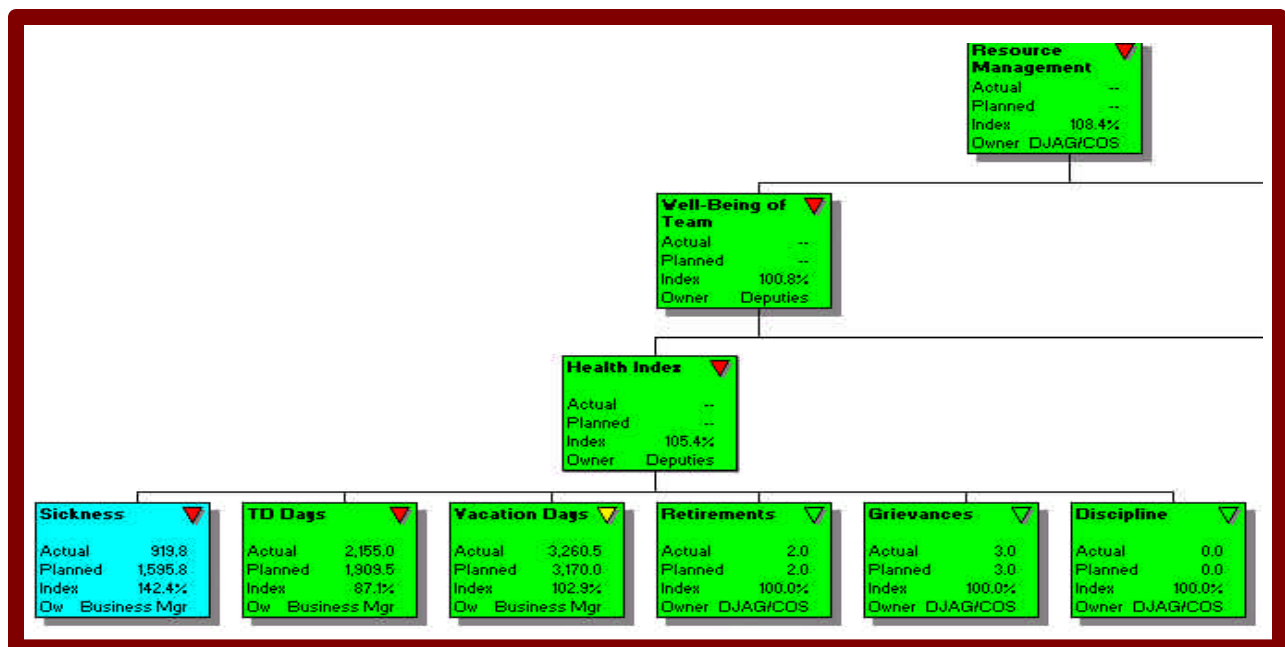 Resource
Management
Actual --
Planned --
Index 108.4%
Owner DJAG/COS
Well-Being of
Team
Actual --
Planned --
Index 100.8%
Owner Deputies
Health Index
Actual --
Planned --
Index 105.4%
Owner Deputies
Sickness
Actual 919.8
Planned 1,595.8
Index 142.4%
Ow Business Mgr
TD Days
Actual 2,155.0
Planned 1,909.5
Index 87.1%
Ow Business Mgr
Vacation Days
Actual 3,260.5
Planned 3,170.0
Index 102.9%
Ow Business Mgr
Retirements
Actual 2.0
Planned 2.0
Index 100.0%
Owner DJAG/COS
Grievances
Actual 3.0
Planned 3.0
Index 100.0%
Owner DJAG/COS
Discipline
Actual 0.0
Planned 0.0
Index 100.0%
Owner DJAG/COS